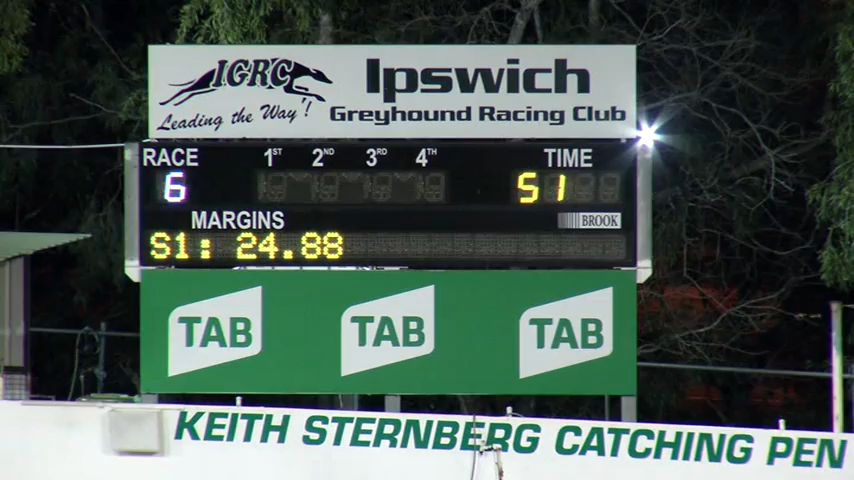 IGRC
Leading the Way!
Ipswich
Greyhound Racing Club
RACE 1ST 2ND 3RD 4TH TIME
6 S1
MARGINS BROOK
S1: 24.88
TAB TAB TAB
KEITH STERNBERG CATCHING PEN